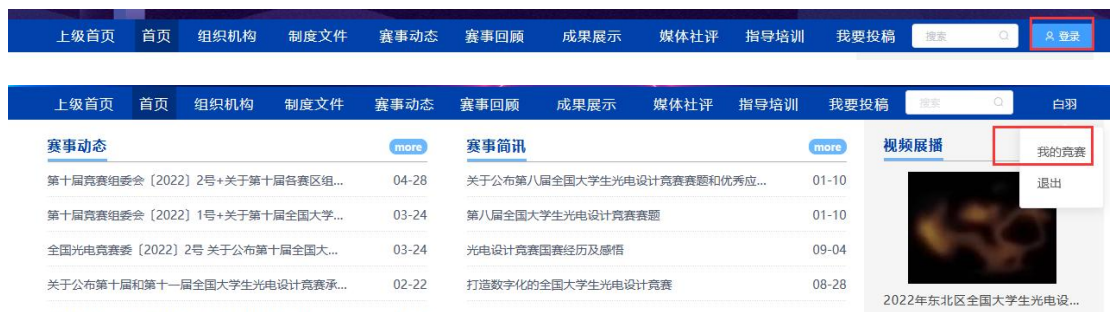 上级首页 首页 组织机构 制度文件 赛事动态 赛事回顾 成果展示 媒体社评 指导培训 我要投稿 搜索 登录
上级首页 首页 组织机构 制度文件 赛事动态 赛事回顾 成果展示 媒体社评 指导培训 我要投稿 搜索 白羽
赛事动态 more 赛事简讯 more 视频展播 我的竞赛
第十届竞赛组委会〔2022〕2号+关于第十届各赛区组... 04-28 关于公布第八届全国大学生光电设计竞赛赛题和优秀应... 01-10 退出
第十届竞赛组委会〔2022〕1号+关于第十届全国大学... 03-24 第八届全国大学生光电设计竞赛赛题 01-10
全国光电竞赛委〔2022〕2号 关于公布第十届全国大... 03-24 光电设计竞赛国赛经历及感悟 09-04
关于公布第十届和第十一届全国大学生光电设计竞赛承... 02-22 打造数字化的全国大学生光电设计竞赛 08-28
2022年东北区全国大学生光电设...